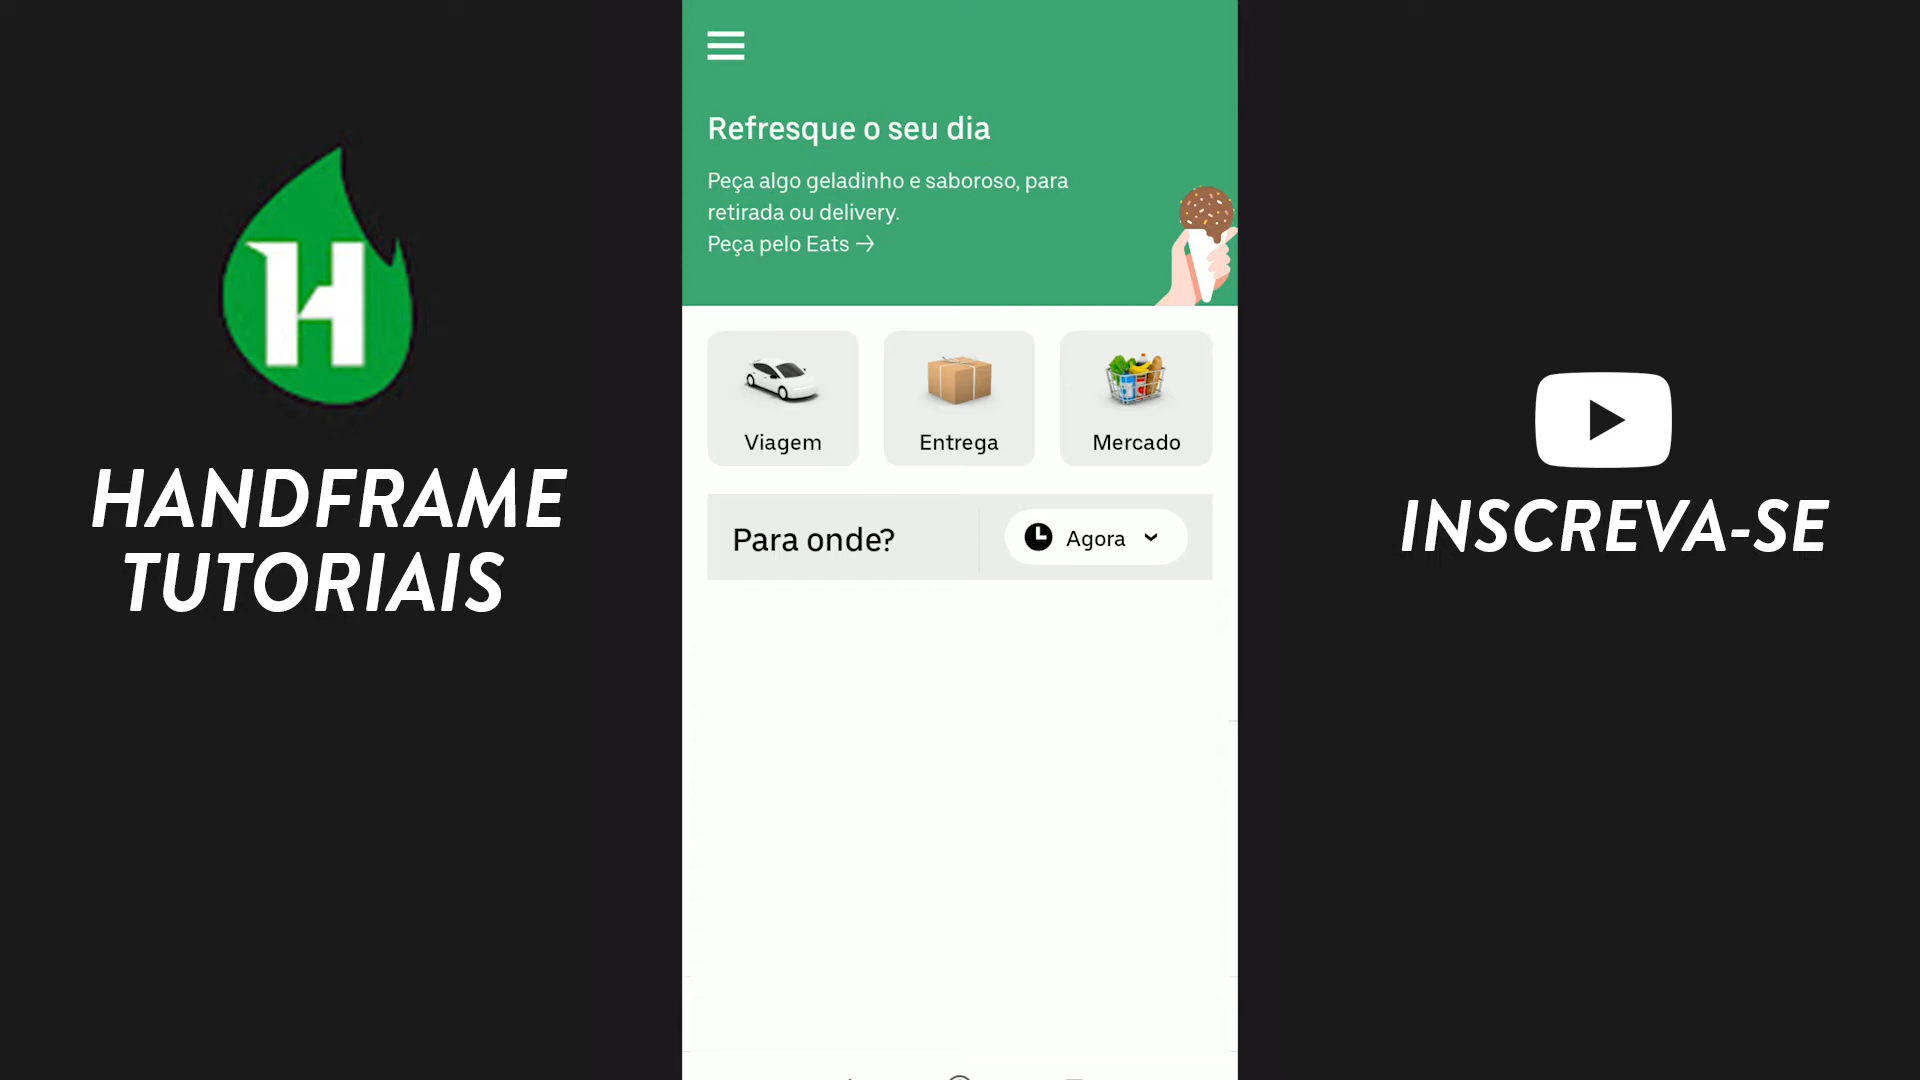 H
HANDFRAME
TUTORIAIS
Refresque o seu dia
Peça algo geladinho e saboroso, para
retirada ou delivery.
Peça pelo Eats →
Viagem
Entrega
Mercado
Para onde?
Agora
INSCREVA-SE